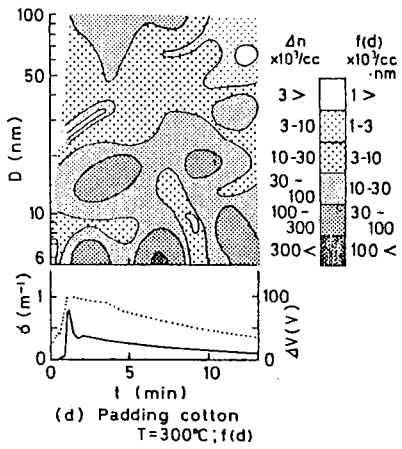 100
50
10
6
D (nm)
Δn
×10³/cc
f(d)
×10³/cc
·nm
3 >
1 >
3-10
1-3
10-30
3-10
30 ~
100
10-30
100 ~
300
30 ~
100
300 <
100 <
1
0
σ (m⁻¹)
100
0
ΔV(V)
0
5
10
t (min)
(d) Padding cotton
T=300°C; f(d)